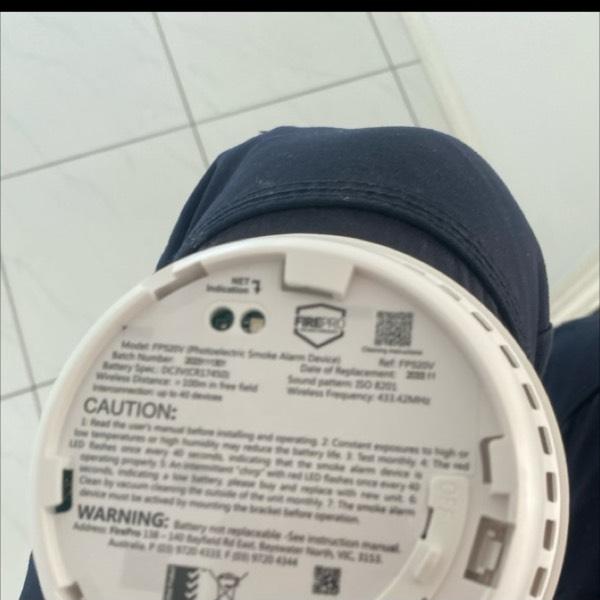 NET
Indication
FIREPRO
Cleaning instructions
Model: FPS20V (Photoelectric Smoke Alarm Device)
Ref: FPS20V
Batch Number:
Date of Replacement:
Battery Spec.: DC3V(CR17450)
Sound pattern: ISO 8201
Wireless Distance: >100m in free field
Wireless Frequency: 433.42MHz
Interconnection: up to 40 devices
CAUTION:
1: Read the user's manual before installing and operating. 2: Constant exposures to high or
low temperatures or high humidity may reduce the battery life. 3: Test monthly. 4: The red
LED flashes once every 40 seconds, indicating that the smoke alarm device is
operating properly. 5: An intermittent "chirp" with red LED flashes once every 40
seconds, indicating a low battery, please buy and replace with new unit. 6:
Clean by vacuum cleaning the outside of the unit monthly. 7: The smoke alarm
device must be actived by mounting the bracket before operation.
WARNING: Battery not replaceable -See instruction manual.
Address: FirePro 138 - 140 Bayfield Rd East, Bayswater North, VIC, 3153.
Australia. P (03) 9720 4333. F (03) 9720 4344
OFF